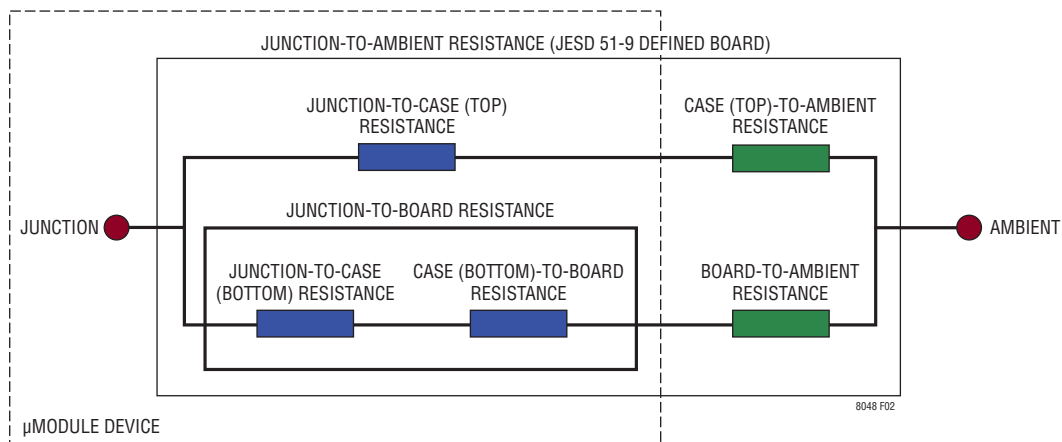 JUNCTION-TO-AMBIENT RESISTANCE (JESD 51-9 DEFINED BOARD)
JUNCTION-TO-CASE (TOP)
RESISTANCE
CASE (TOP)-TO-AMBIENT
RESISTANCE
JUNCTION
JUNCTION-TO-BOARD RESISTANCE
AMBIENT
JUNCTION-TO-CASE
(BOTTOM) RESISTANCE
CASE (BOTTOM)-TO-BOARD
RESISTANCE
BOARD-TO-AMBIENT
RESISTANCE
8048 F02
µMODULE DEVICE